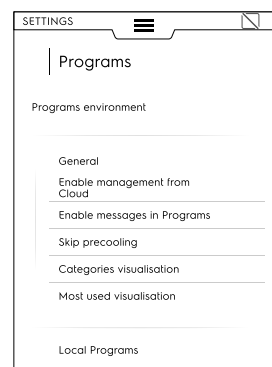 SETTINGS
Programs
Programs environment
General
Enable management from
Cloud
Enable messages in Programs
Skip precooling
Categories visualisation
Most used visualisation
Local Programs